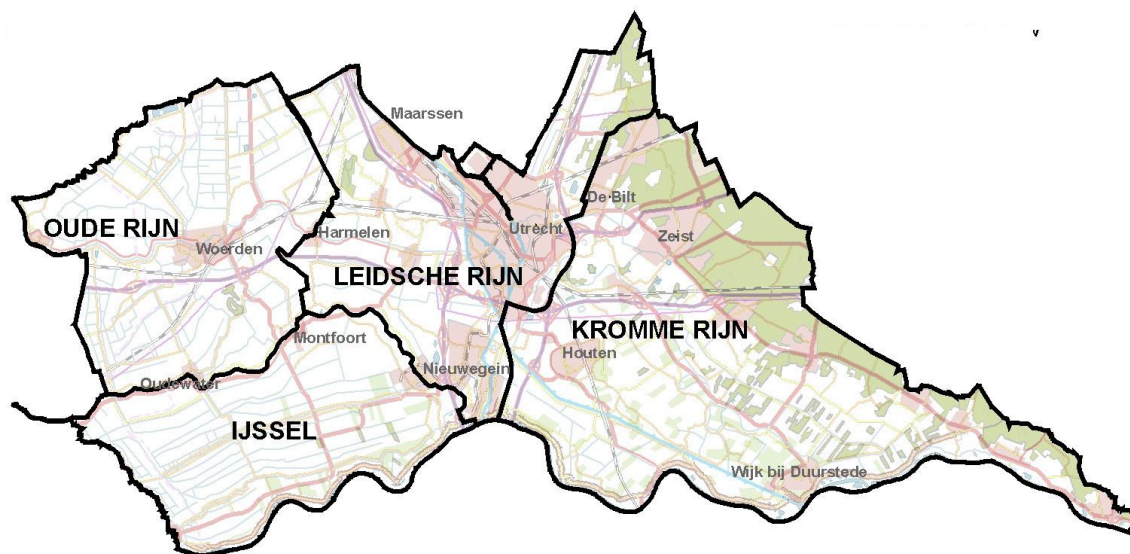 Maarssen
De Bilt
OUDE RIJN
Woerden
Harmelen
Utrecht
Zeist
LEIDSCHE RIJN
KROMME RIJN
Montfoort
Houten
Nieuwegein
Oudewater
IJSSEL
Wijk bij Duurstede